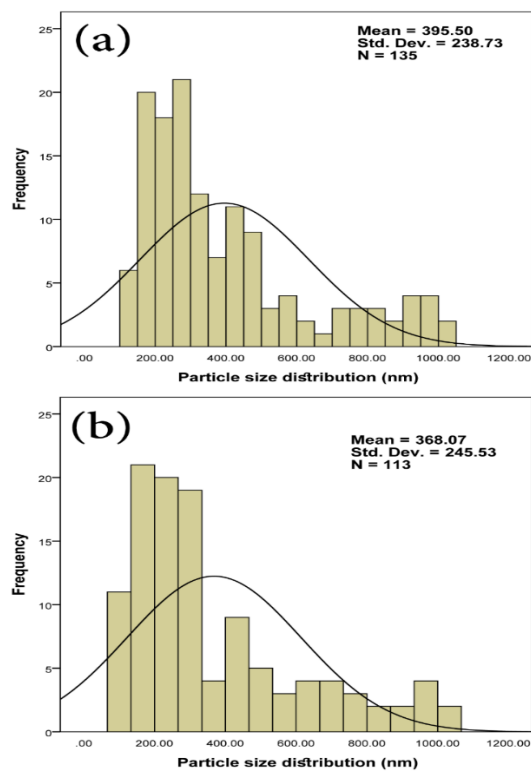 (a)
Mean = 395.50
Std. Dev. = 238.73
N = 135
25
20
15
10
5
0
Frequency
.00 200.00 400.00 600.00 800.00 1000.00 1200.00
Particle size distribution (nm)
(b)
Mean = 368.07
Std. Dev. = 245.53
N = 113
25
20
15
10
5
0
Frequency
.00 200.00 400.00 600.00 800.00 1000.00 1200.00
Particle size distribution (nm)